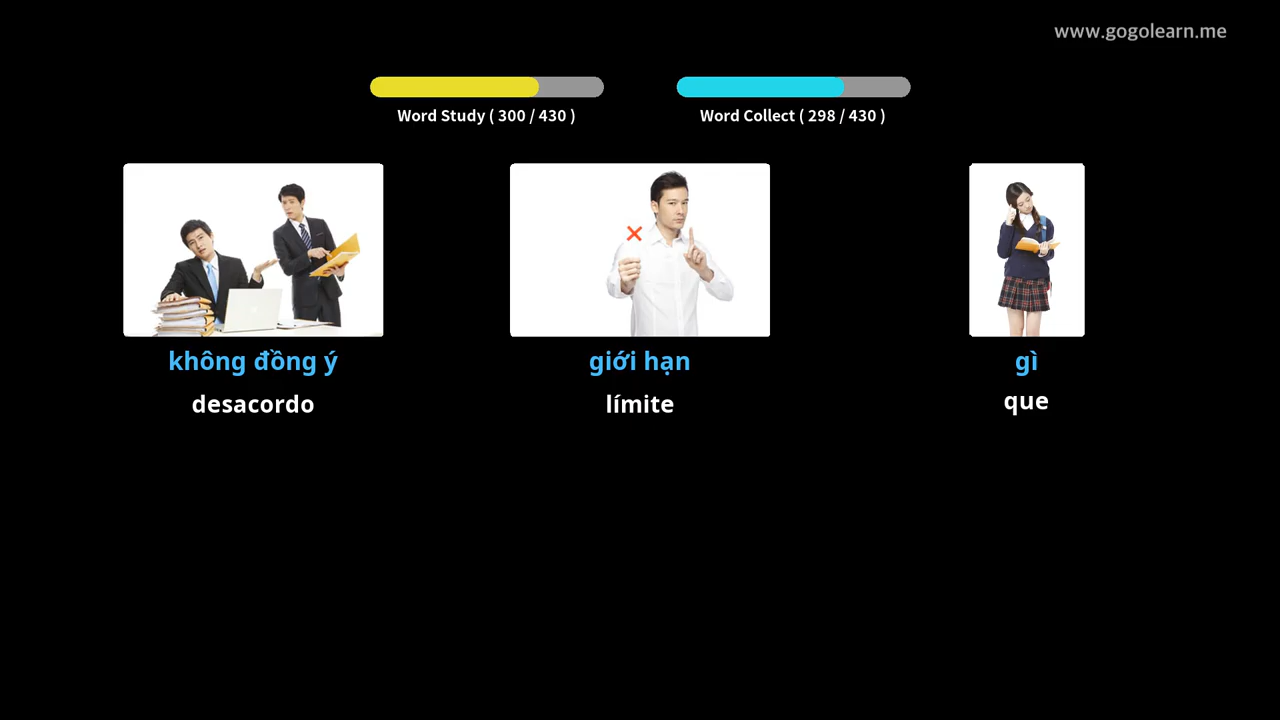 www.gogolearn.me
Word Study ( 300 / 430 )
Word Collect ( 298 / 430 )
không đồng ý
giới hạn
gì
desacordo
límite
que